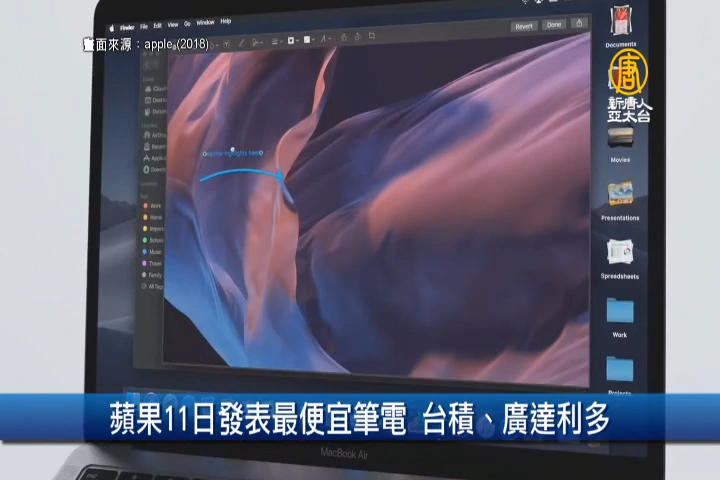 Finder File Edit View Go Window Help
畫面來源：apple (2018)
Revert Done
Documents
唐
新唐人
亞太台
Movies
Presentations
Spreadsheets
Work
Projects
蘋果11日發表最便宜筆電 台積、廣達利多
MacBook Air